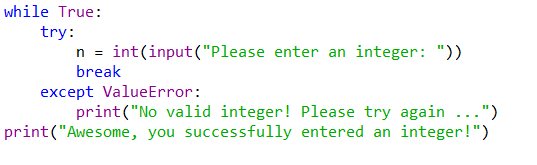 while True:
    try:
        n = int(input("Please enter an integer: "))
        break
    except ValueError:
        print("No valid integer! Please try again ...")
print("Awesome, you successfully entered an integer!")